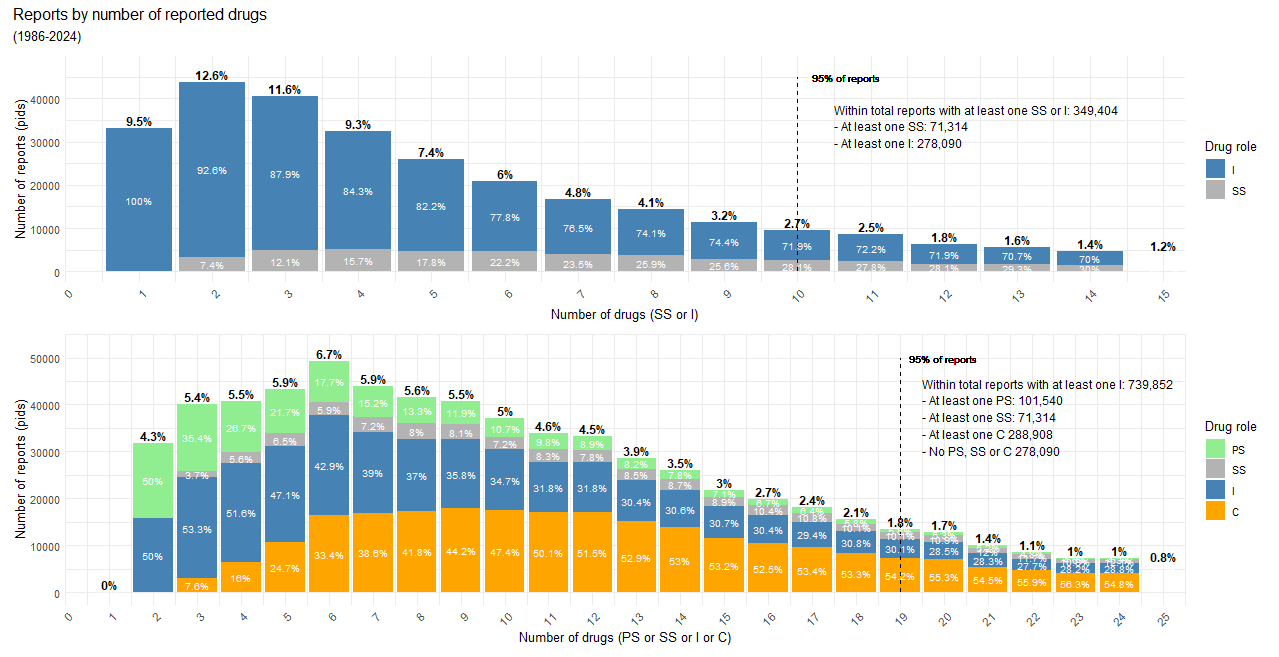 Reports by number of reported drugs
(1986-2024)
Number of reports (pids)
40000
30000
20000
10000
0
9.5% 12.6% 11.6% 9.3% 7.4% 6% 4.8% 4.1% 3.2% 2.7% 2.5% 1.8% 1.6% 1.4% 1.2%
100% 92.6% 87.9% 84.3% 82.2% 77.8% 76.5% 74.1% 74.4% 71.9% 72.2% 71.9% 70.7% 70%
7.4% 12.1% 15.7% 17.8% 22.2% 23.5% 25.9% 25.6% 28.1% 27.8% 28.1% 29.3% 30%
95% of reports
Within total reports with at least one SS or I: 349,404
- At least one SS: 71,314
- At least one I: 278,090
Drug role
I
SS
0 1 2 3 4 5 6 7 8 9 10 11 12 13 14 15
Number of drugs (SS or I)
Number of reports (pids)
50000
40000
30000
20000
10000
0
0% 4.3% 5.4% 5.5% 5.9% 6.7% 5.9% 5.6% 5.5% 5% 4.6% 4.5% 3.9% 3.5% 3% 2.7% 2.4% 2.1% 1.8% 1.7% 1.4% 1.1% 1% 1% 0.8%
50% 35.4% 26.7% 21.7% 17.7% 15.2% 13.3% 11.9% 10.7% 9.8% 8.9% 8.2% 7.8% 7.1% 6.7% 6.4% 5.8%
3.7% 5.6% 6.5% 5.9% 7.2% 8% 8.1% 7.2% 8.3% 7.8% 8.5% 8.7% 8.9% 10.4% 10.8% 10.1% 10.1% 10.9% 12%
50% 53.3% 51.6% 47.1% 42.9% 39% 37% 35.8% 34.7% 31.8% 31.8% 30.4% 30.6% 30.7% 30.4% 29.4% 30.8% 30.1% 28.5% 28.3% 27.7% 28.2% 28.8%
7.6% 16% 24.7% 33.4% 38.6% 41.8% 44.2% 47.4% 50.1% 51.5% 52.9% 53% 53.2% 52.5% 53.4% 53.3% 54.2% 55.3% 54.5% 55.9% 56.3% 54.8%
95% of reports
Within total reports with at least one I: 739,852
- At least one PS: 101,540
- At least one SS: 71,314
- At least one C 288,908
- No PS, SS or C 278,090
Drug role
PS
SS
I
C
0 1 2 3 4 5 6 7 8 9 10 11 12 13 14 15 16 17 18 19 20 21 22 23 24 25
Number of drugs (PS or SS or I or C)